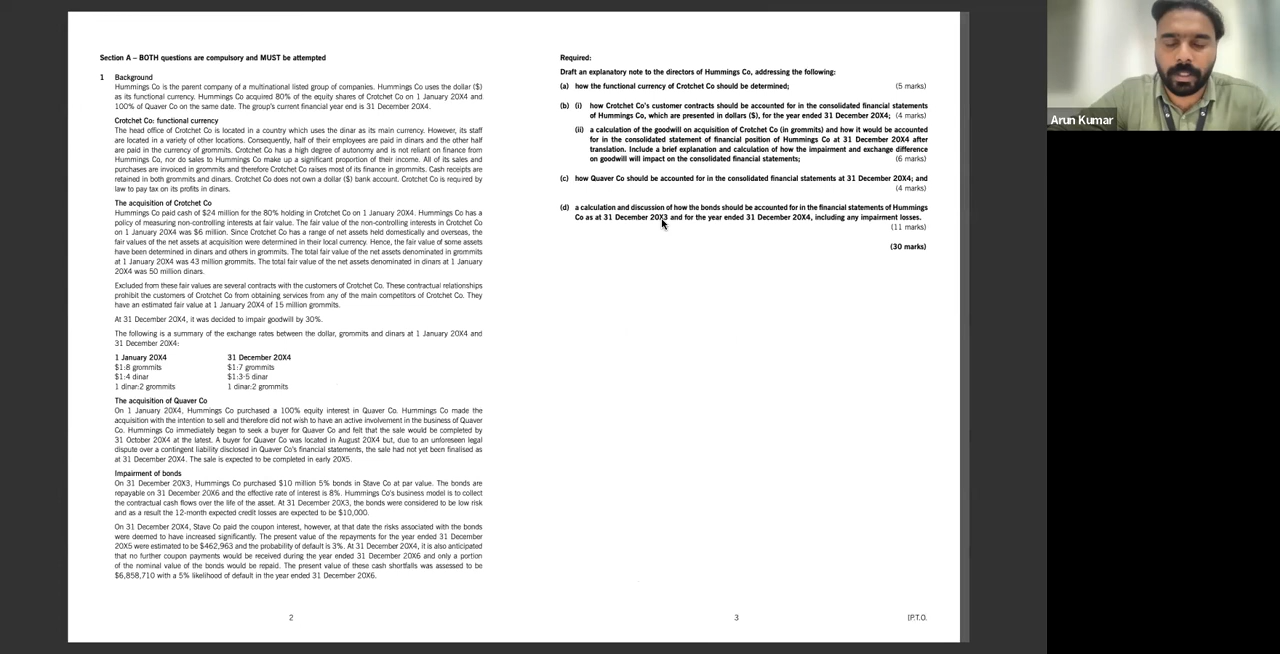 Section A – BOTH questions are compulsory and MUST be attempted
1 Background
Hummings Co is the parent company of a multinational listed group of companies. Hummings Co uses the dollar ($)
as its functional currency. Hummings Co acquired 80% of the equity shares of Crotchet Co on 1 January 20X4 and
100% of Quaver Co on the same date. The group's current financial year end is 31 December 20X4.
Crotchet Co: functional currency
The head office of Crotchet Co is located in a country which uses the dinar as its main currency. However, its staff
are located in a variety of other locations. Consequently, half of their employees are paid in dinars and the other half
are paid in the currency of grommits. Crotchet Co has a high degree of autonomy and is not reliant on finance from
Hummings Co, nor do sales to Hummings Co make up a significant proportion of their income. All of its sales and
purchases are invoiced in grommits and therefore Crotchet Co raises most of its finance in grommits. Cash receipts are
retained in both grommits and dinars. Crotchet Co does not own a dollar ($) bank account. Crotchet Co is required by
law to pay tax on its profits in dinars.
The acquisition of Crotchet Co
Hummings Co paid cash of $24 million for the 80% holding in Crotchet Co on 1 January 20X4. Hummings Co has a
policy of measuring non-controlling interests at fair value. The fair value of the non-controlling interests in Crotchet Co
on 1 January 20X4 was $6 million. Since Crotchet Co has a range of net assets held domestically and overseas, the
fair values of the net assets at acquisition were determined in their local currency. Hence, the fair value of some assets
have been determined in dinars and others in grommits. The total fair value of the net assets denominated in grommits
at 1 January 20X4 was 43 million grommits. The total fair value of the net assets denominated in dinars at 1 January
20X4 was 50 million dinars.
Excluded from these fair values are several contracts with the customers of Crotchet Co. These contractual relationships
prohibit the customers of Crotchet Co from obtaining services from any of the main competitors of Crotchet Co. They
have an estimated fair value at 1 January 20X4 of 15 million grommits.
At 31 December 20X4, it was decided to impair goodwill by 30%.
The following is a summary of the exchange rates between the dollar, grommits and dinars at 1 January 20X4 and
31 December 20X4:
1 January 20X4 31 December 20X4
$1:8 grommits $1:7 grommits
$1:4 dinar $1:3·5 dinar
1 dinar:2 grommits 1 dinar:2 grommits
The acquisition of Quaver Co
On 1 January 20X4, Hummings Co purchased a 100% equity interest in Quaver Co. Hummings Co made the
acquisition with the intention to sell and therefore did not wish to have an active involvement in the business of Quaver
Co. Hummings Co immediately began to seek a buyer for Quaver Co and felt that the sale would be completed by
31 October 20X4 at the latest. A buyer for Quaver Co was located in August 20X4 but, due to an unforeseen legal
dispute over a contingent liability disclosed in Quaver Co's financial statements, the sale had not yet been finalised as
at 31 December 20X4. The sale is expected to be completed in early 20X5.
Impairment of bonds
On 31 December 20X3, Hummings Co purchased $10 million 5% bonds in Stave Co at par value. The bonds are
repayable on 31 December 20X6 and the effective rate of interest is 8%. Hummings Co's business model is to collect
the contractual cash flows over the life of the asset. At 31 December 20X3, the bonds were considered to be low risk
and as a result the 12-month expected credit losses are expected to be $10,000.
On 31 December 20X4, Stave Co paid the coupon interest, however, at that date the risks associated with the bonds
were deemed to have increased significantly. The present value of the repayments for the year ended 31 December
20X5 were estimated to be $462,963 and the probability of default is 3%. At 31 December 20X4, it is also anticipated
that no further coupon payments would be received during the year ended 31 December 20X6 and only a portion
of the nominal value of the bonds would be repaid. The present value of these cash shortfalls was assessed to be
$6,858,710 with a 5% likelihood of default in the year ended 31 December 20X6.
2
Required:
Draft an explanatory note to the directors of Hummings Co, addressing the following:
(a) how the functional currency of Crotchet Co should be determined; (5 marks)
(b) (i) how Crotchet Co's customer contracts should be accounted for in the consolidated financial statements
of Hummings Co, which are presented in dollars ($), for the year ended 31 December 20X4; (4 marks)
(ii) a calculation of the goodwill on acquisition of Crotchet Co (in grommits) and how it would be accounted
for in the consolidated statement of financial position of Hummings Co at 31 December 20X4 after
translation. Include a brief explanation and calculation of how the impairment and exchange difference
on goodwill will impact on the consolidated financial statements; (6 marks)
(c) how Quaver Co should be accounted for in the consolidated financial statements at 31 December 20X4; and
(4 marks)
(d) a calculation and discussion of how the bonds should be accounted for in the financial statements of Hummings
Co as at 31 December 20X3 and for the year ended 31 December 20X4, including any impairment losses.
(11 marks)
(30 marks)
3 [P.T.O.
Arun Kumar